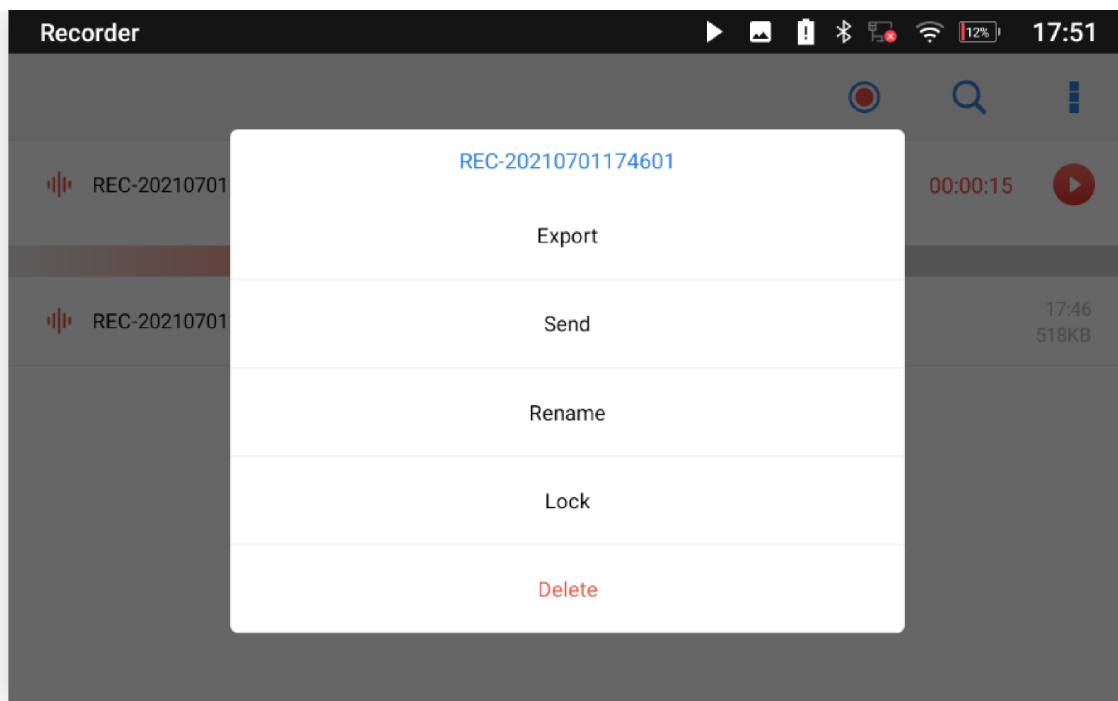 Recorder 12% 17:51
REC-20210701174601
REC-20210701 00:00:15
Export
Send
REC-20210701 17:46
518KB
Rename
Lock
Delete